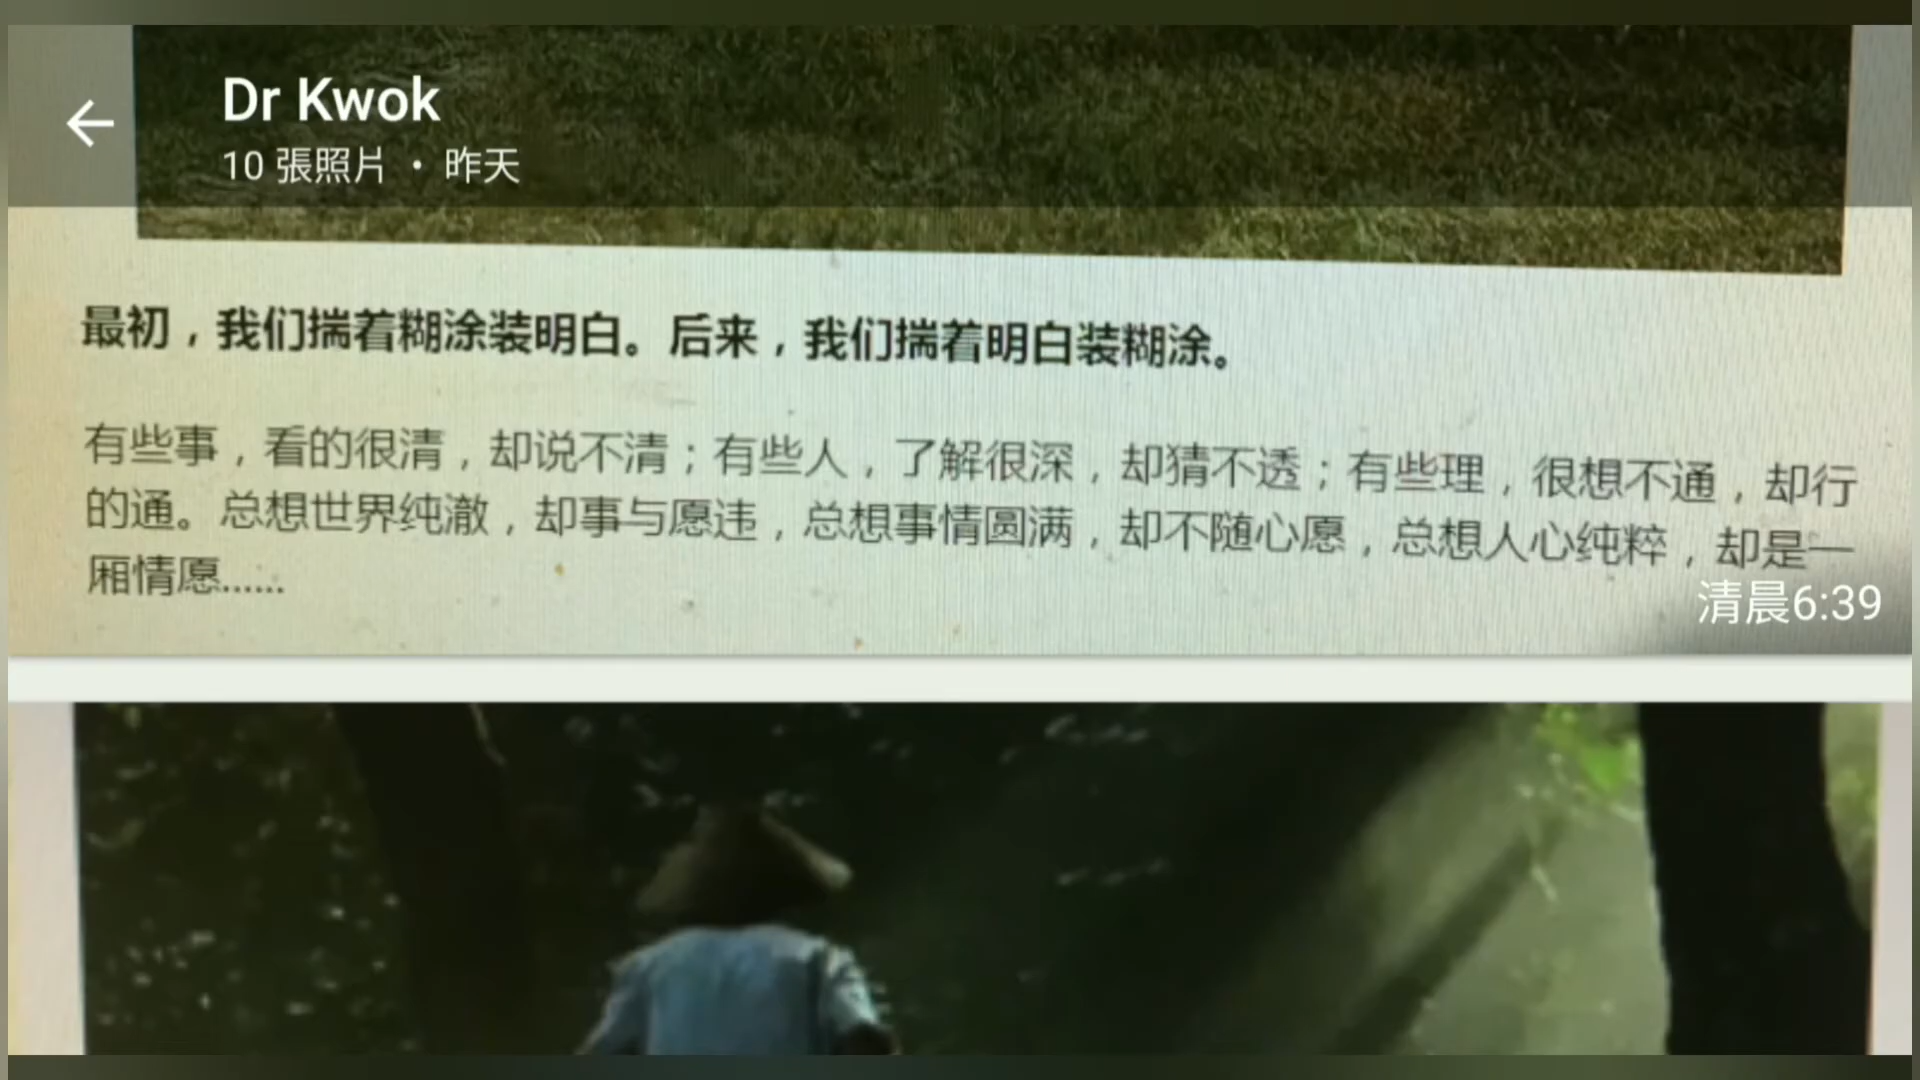 Dr Kwok
10 張照片 · 昨天
最初，我们揣着糊涂装明白。后来，我们揣着明白装糊涂。
有些事，看的很清，却说不清；有些人，了解很深，却猜不透；有些理，很想不通，却行
的通。总想世界纯澈，却事与愿违，总想事情圆满，却不随心愿，总想人心纯粹，却是一
厢情愿......
清晨6:39